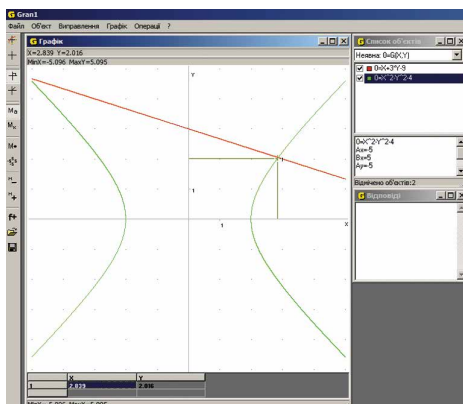 Gran1
Файл Об'єкт Виправлення Графік Операції ?
Графік
X=2.839 Y=2.016
MinX=-5.096 MaxY=5.095
Y
1
1
X
X Y
1 2.839 2.016
Список об'єктів
Неявна: 0=G(X,Y)
0=X+3*Y-9
0=X^2-Y^2-4
0=X^2-Y^2-4
Ax=-5
Bx=5
Ay=-5
Відмічено об'єктів:2
Відповіді